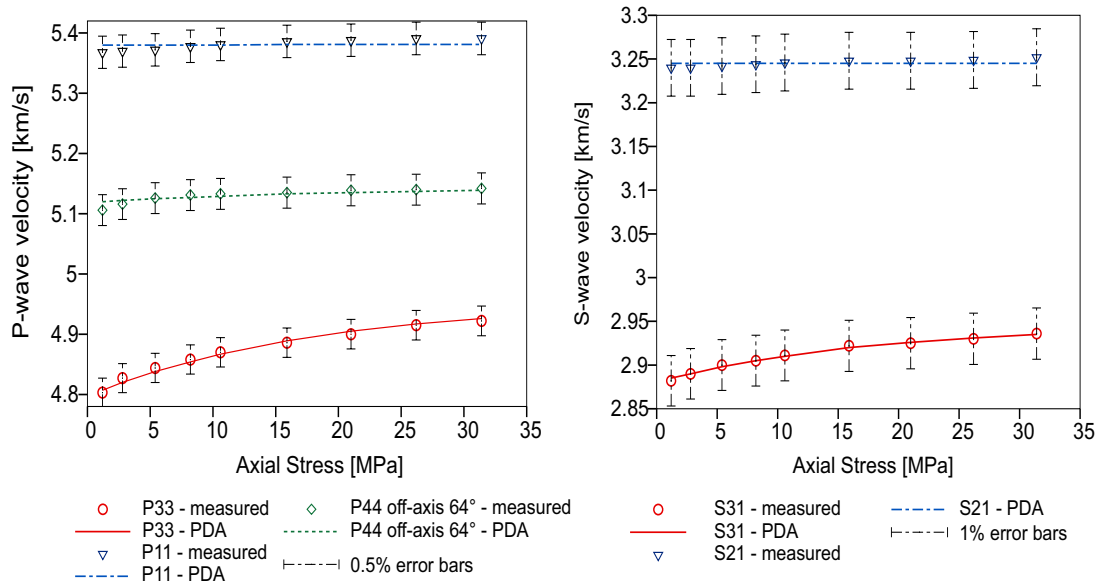 P-wave velocity [km/s]
5.4
5.3
5.2
5.1
5
4.9
4.8
0 5 10 15 20 25 30 35
Axial Stress [MPa]
P33 - measured
P33 - PDA
P11 - measured
P11 - PDA
P44 off-axis 64° - measured
P44 off-axis 64° - PDA
0.5% error bars
S-wave velocity [km/s]
3.3
3.25
3.2
3.15
3.1
3.05
3
2.95
2.9
2.85
0 5 10 15 20 25 30 35
Axial Stress [MPa]
S31 - measured
S31 - PDA
S21 - measured
S21 - PDA
1% error bars